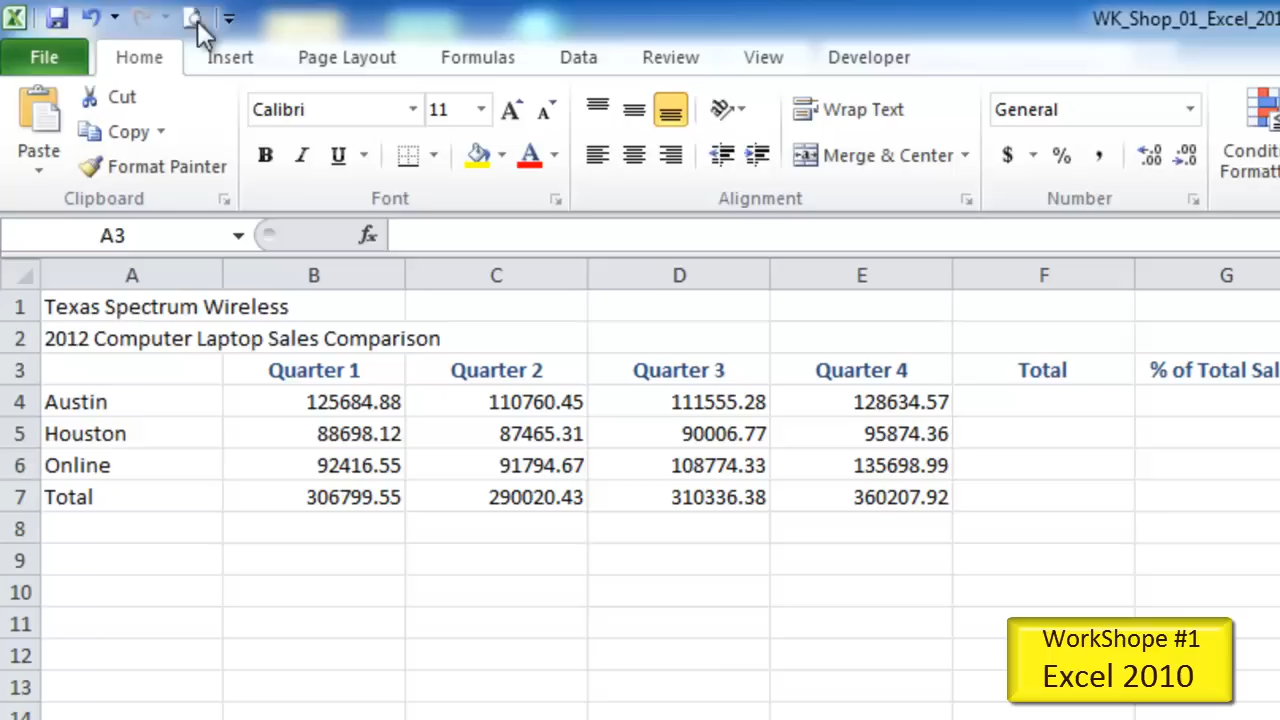 WK_Shop_01_Excel_201
File Home Insert Page Layout Formulas Data Review View Developer
Cut
Calibri 11 Wrap Text General
Copy
Paste B I U Merge & Center $ % , Conditi
Format Painter Formatt
Clipboard Font Alignment Number
A3 fx
A B C D E F G
1 Texas Spectrum Wireless
2 2012 Computer Laptop Sales Comparison
3 Quarter 1 Quarter 2 Quarter 3 Quarter 4 Total % of Total Sal
4 Austin 125684.88 110760.45 111555.28 128634.57
5 Houston 88698.12 87465.31 90006.77 95874.36
6 Online 92416.55 91794.67 108774.33 135698.99
7 Total 306799.55 290020.43 310336.38 360207.92
8
9
10
11
12
13
14
WorkShope #1
Excel 2010